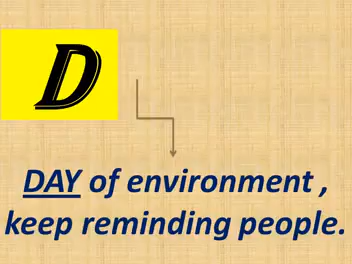 D
DAY of environment ,
keep reminding people.